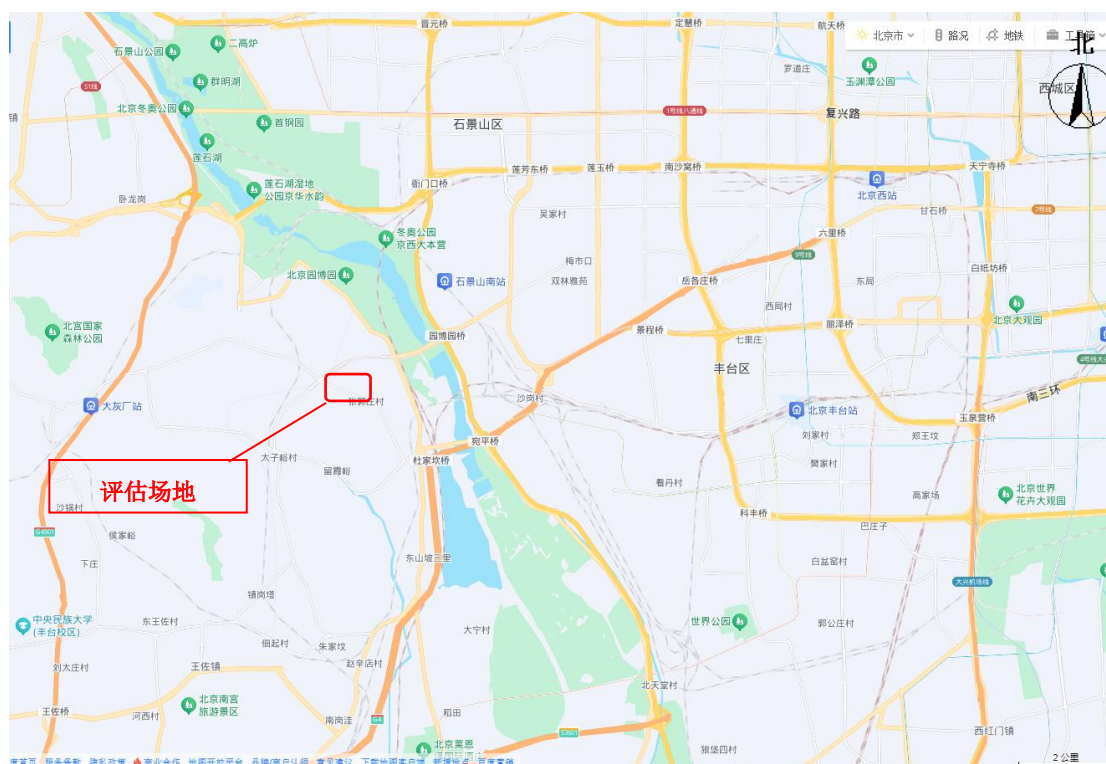 晋元桥
定慧桥
航天桥
北京市
路况
地铁
工具箱
北
石景山公园
二高炉
罗道庄
玉渊潭公园
西城区
S1线
群明湖
北京冬奥公园
首钢园
石景山区
1号线八通线
复兴路
莲石湖
莲芳东桥
莲玉桥
南沙窝桥
天宁寺桥
衙门口桥
莲石湖湿地
公园京华水韵
北京西站
卧龙岗
吴家村
甘石桥
7号线
冬奥公园
京西大本营
六里桥
9号线
梅市口
北京园博园
石景山南站
双林雅苑
岳各庄桥
东局
白纸坊桥
西局村
北京大观园
北宫国家
森林公园
园博园桥
景程桥
丽泽桥
七里庄
丰台区
张郭庄村
沙岗村
南三环
大灰厂站
北京丰台站
玉泉营桥
宛平桥
刘家村
郑王坟
杜家坎桥
太子峪村
留霞峪
樊家村
评估场地
看丹村
高家场
北京世界
花卉大观园
沙锅村
科丰桥
巴庄子
G4501
侯家峪
下庄
东山坡三里
白盆窑村
大兴机场线
镇岗塔
中央民族大学
(丰台校区)
东王佐村
大宁村
世界公园
郭公庄村
佃起村
朱家坟
刘太庄村
王佐镇
赵辛店村
北天堂村
北京南宫
旅游景区
王佐桥
河西村
南岗洼
G4
稻田
S3601
西红门镇
北京莱恩
狼垡四村
2公里